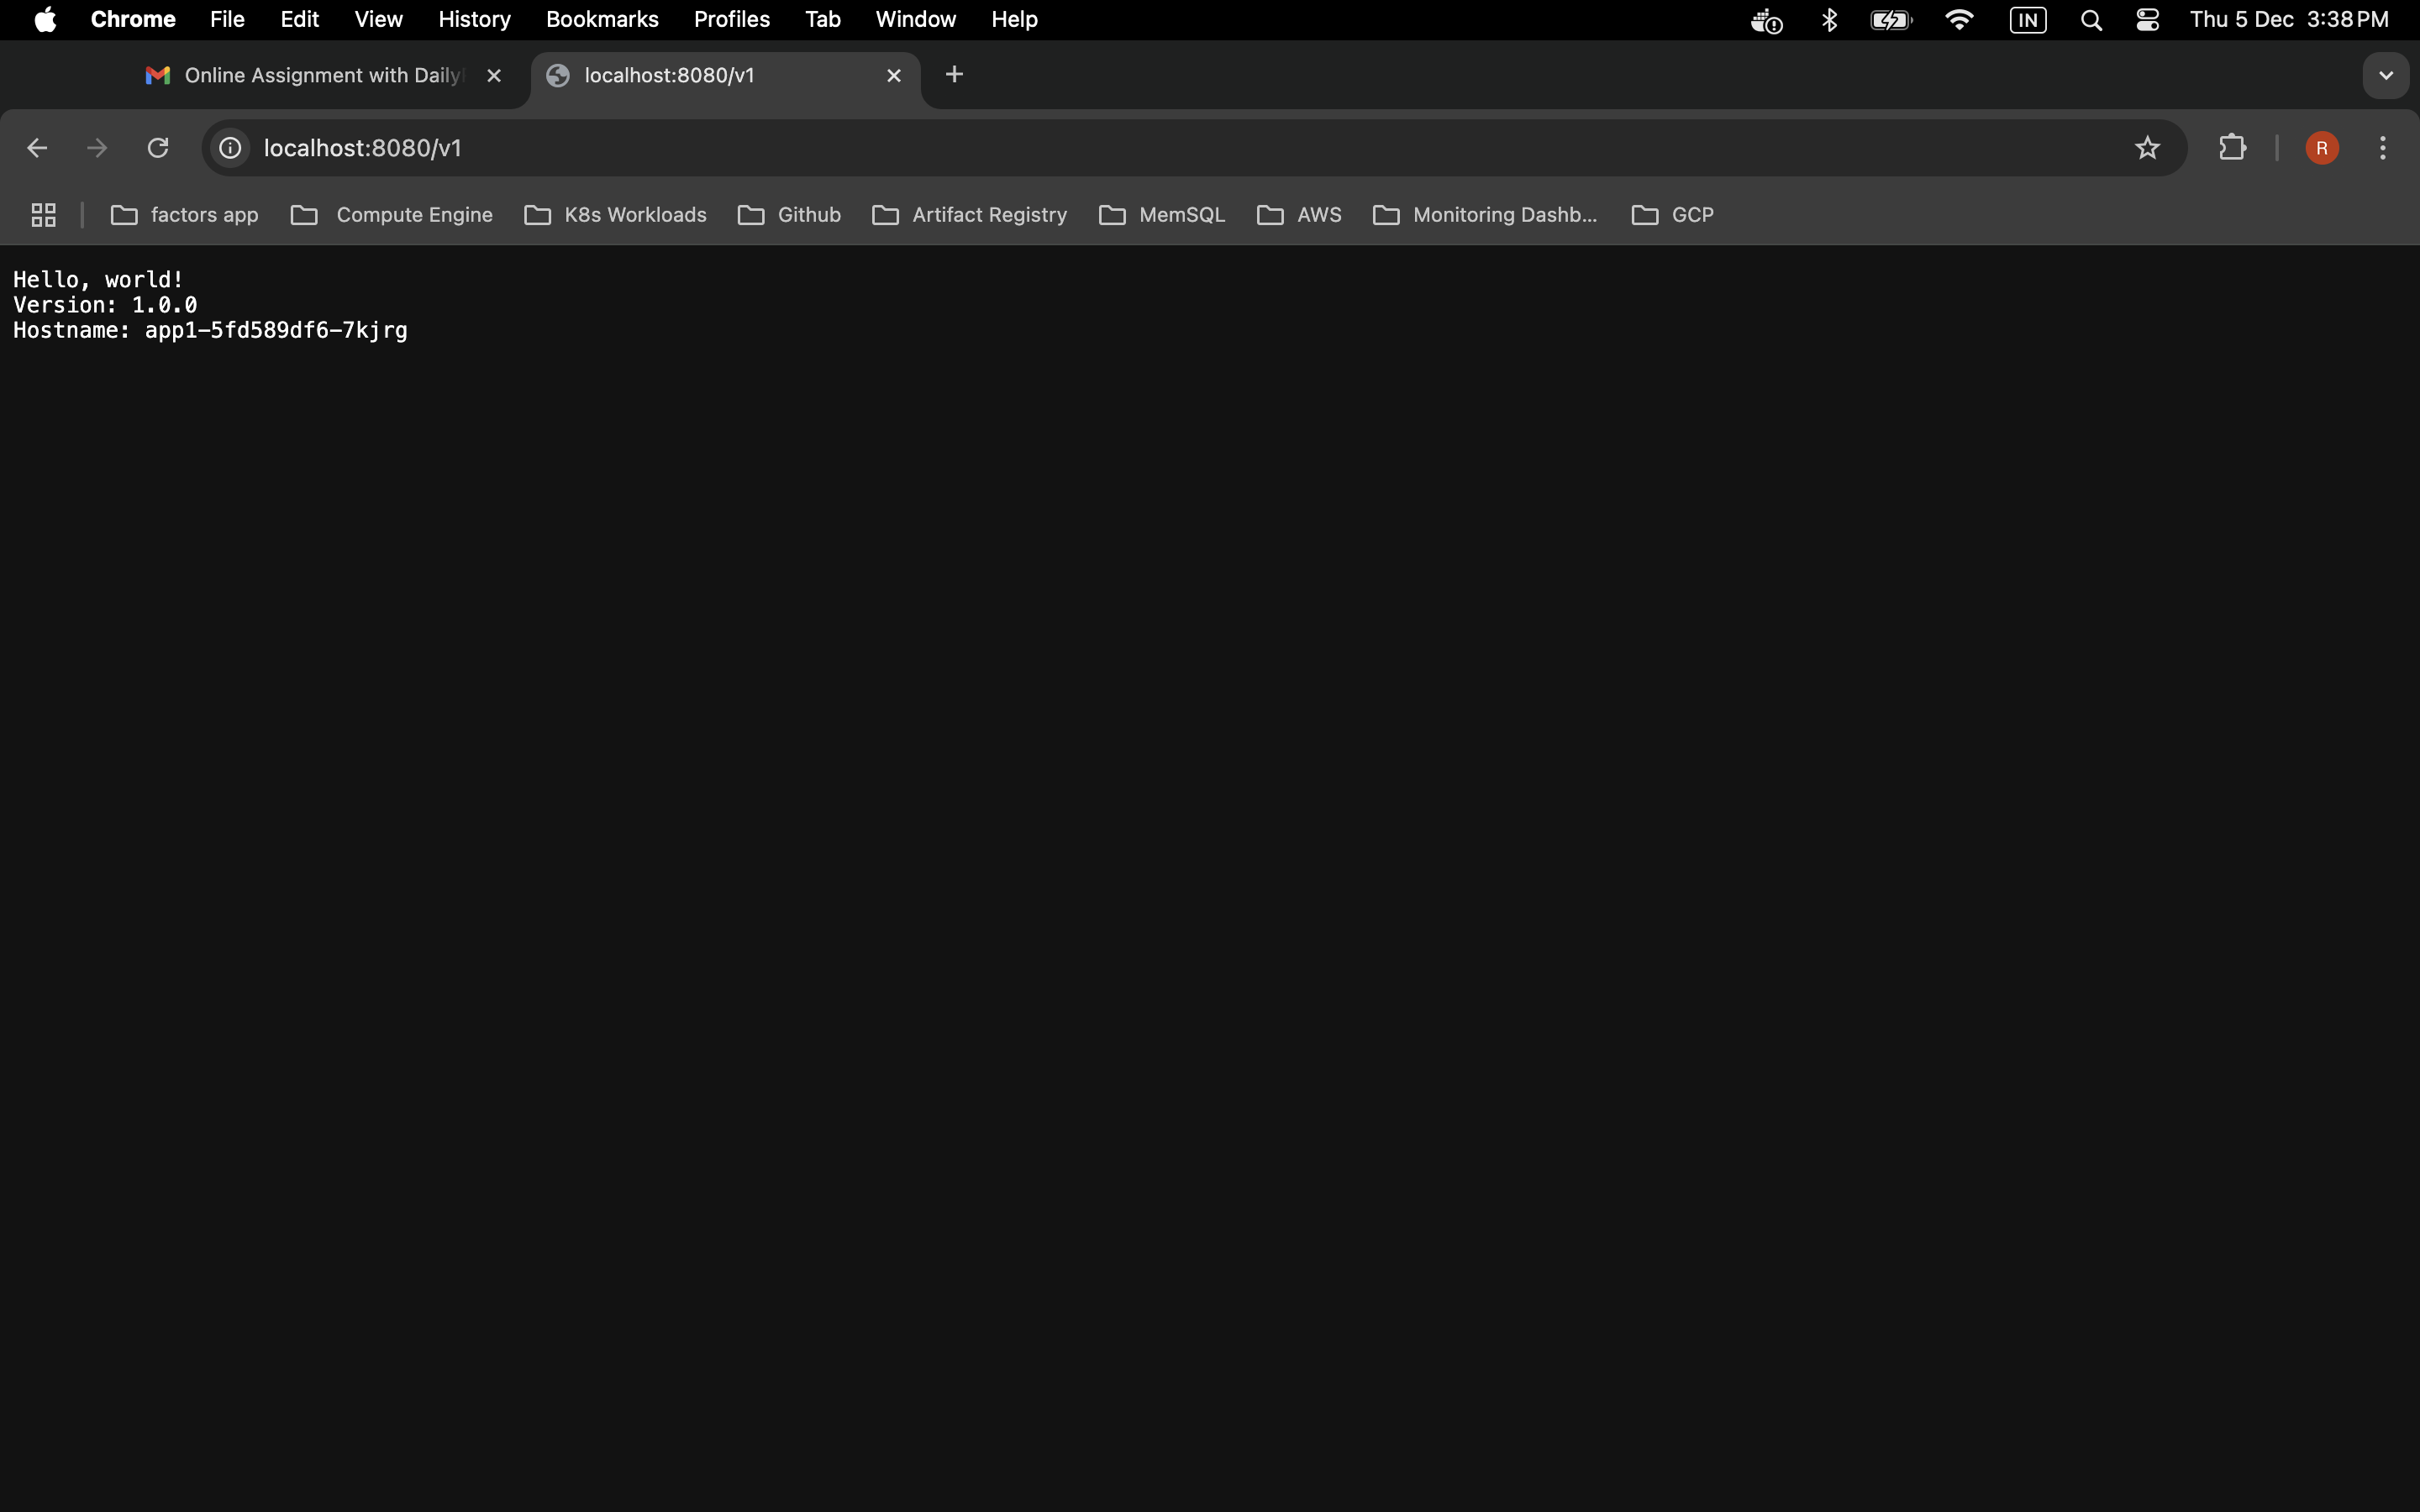 Chrome File Edit View History Bookmarks Profiles Tab Window Help IN Thu 5 Dec 3:38 PM
Online Assignment with Daily localhost:8080/v1
localhost:8080/v1 R
factors app Compute Engine K8s Workloads Github Artifact Registry MemSQL AWS Monitoring Dashb... GCP
Hello, world!
Version: 1.0.0
Hostname: app1-5fd589df6-7kjrg